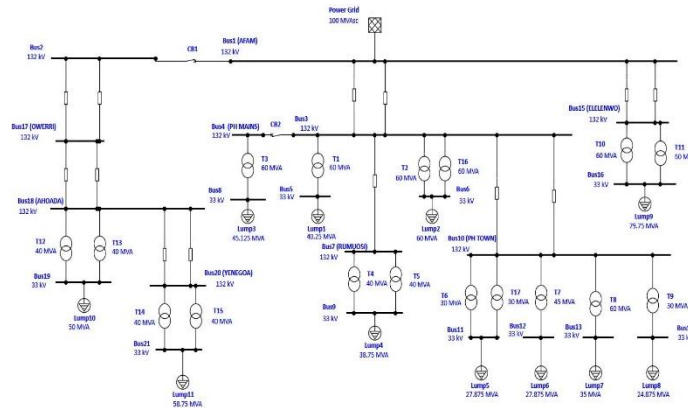 Power Grid
100 MVAsc
Bus2
132 kV
CB1
Bus1 (AFAM)
132 kV
Bus17 (OWERRI)
132 kV
Bus4 (PH MAINS)
132 kV
CB2
Bus3
132 kV
Bus15 (ELELENWO)
132 kV
T3
60 MVA
T1
60 MVA
T2
60 MVA
T16
60 MVA
T10
60 MVA
T11
60 MVA
Bus8
33 kV
Bus5
33 kV
Bus6
33 kV
Bus16
33 kV
Lump3
45.125 MVA
Lump1
40.25 MVA
Lump2
60 MVA
Lump9
79.75 MVA
Bus18 (AHOADA)
132 kV
T12
40 MVA
T13
40 MVA
Bus19
33 kV
Lump10
50 MVA
Bus20 (YENEGOA)
132 kV
T14
40 MVA
T15
40 MVA
Bus21
33 kV
Lump11
58.75 MVA
Bus7 (RUMUOSI)
132 kV
T4
40 MVA
T5
40 MVA
Bus9
33 kV
Lump4
38.75 MVA
Bus10 (PH TOWN)
132 kV
T6
30 MVA
T17
30 MVA
T7
45 MVA
T8
60 MVA
T9
30 MVA
Bus11
33 kV
Bus12
33 kV
Bus13
33 kV
33 kV
Lump5
27.875 MVA
Lump6
27.875 MVA
Lump7
35 MVA
Lump8
24.875 MVA